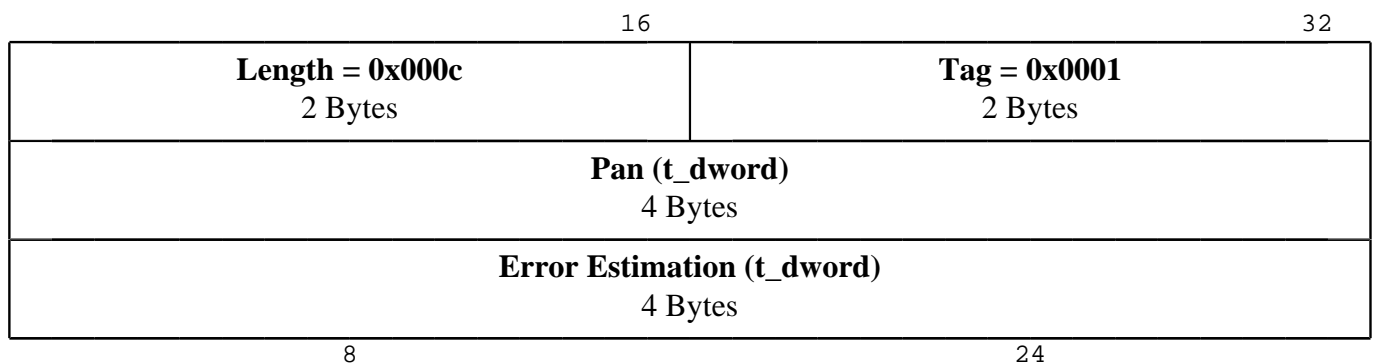 16 32
Length = 0x000c Tag = 0x0001
2 Bytes 2 Bytes
Pan (t_dword)
4 Bytes
Error Estimation (t_dword)
4 Bytes
8 24